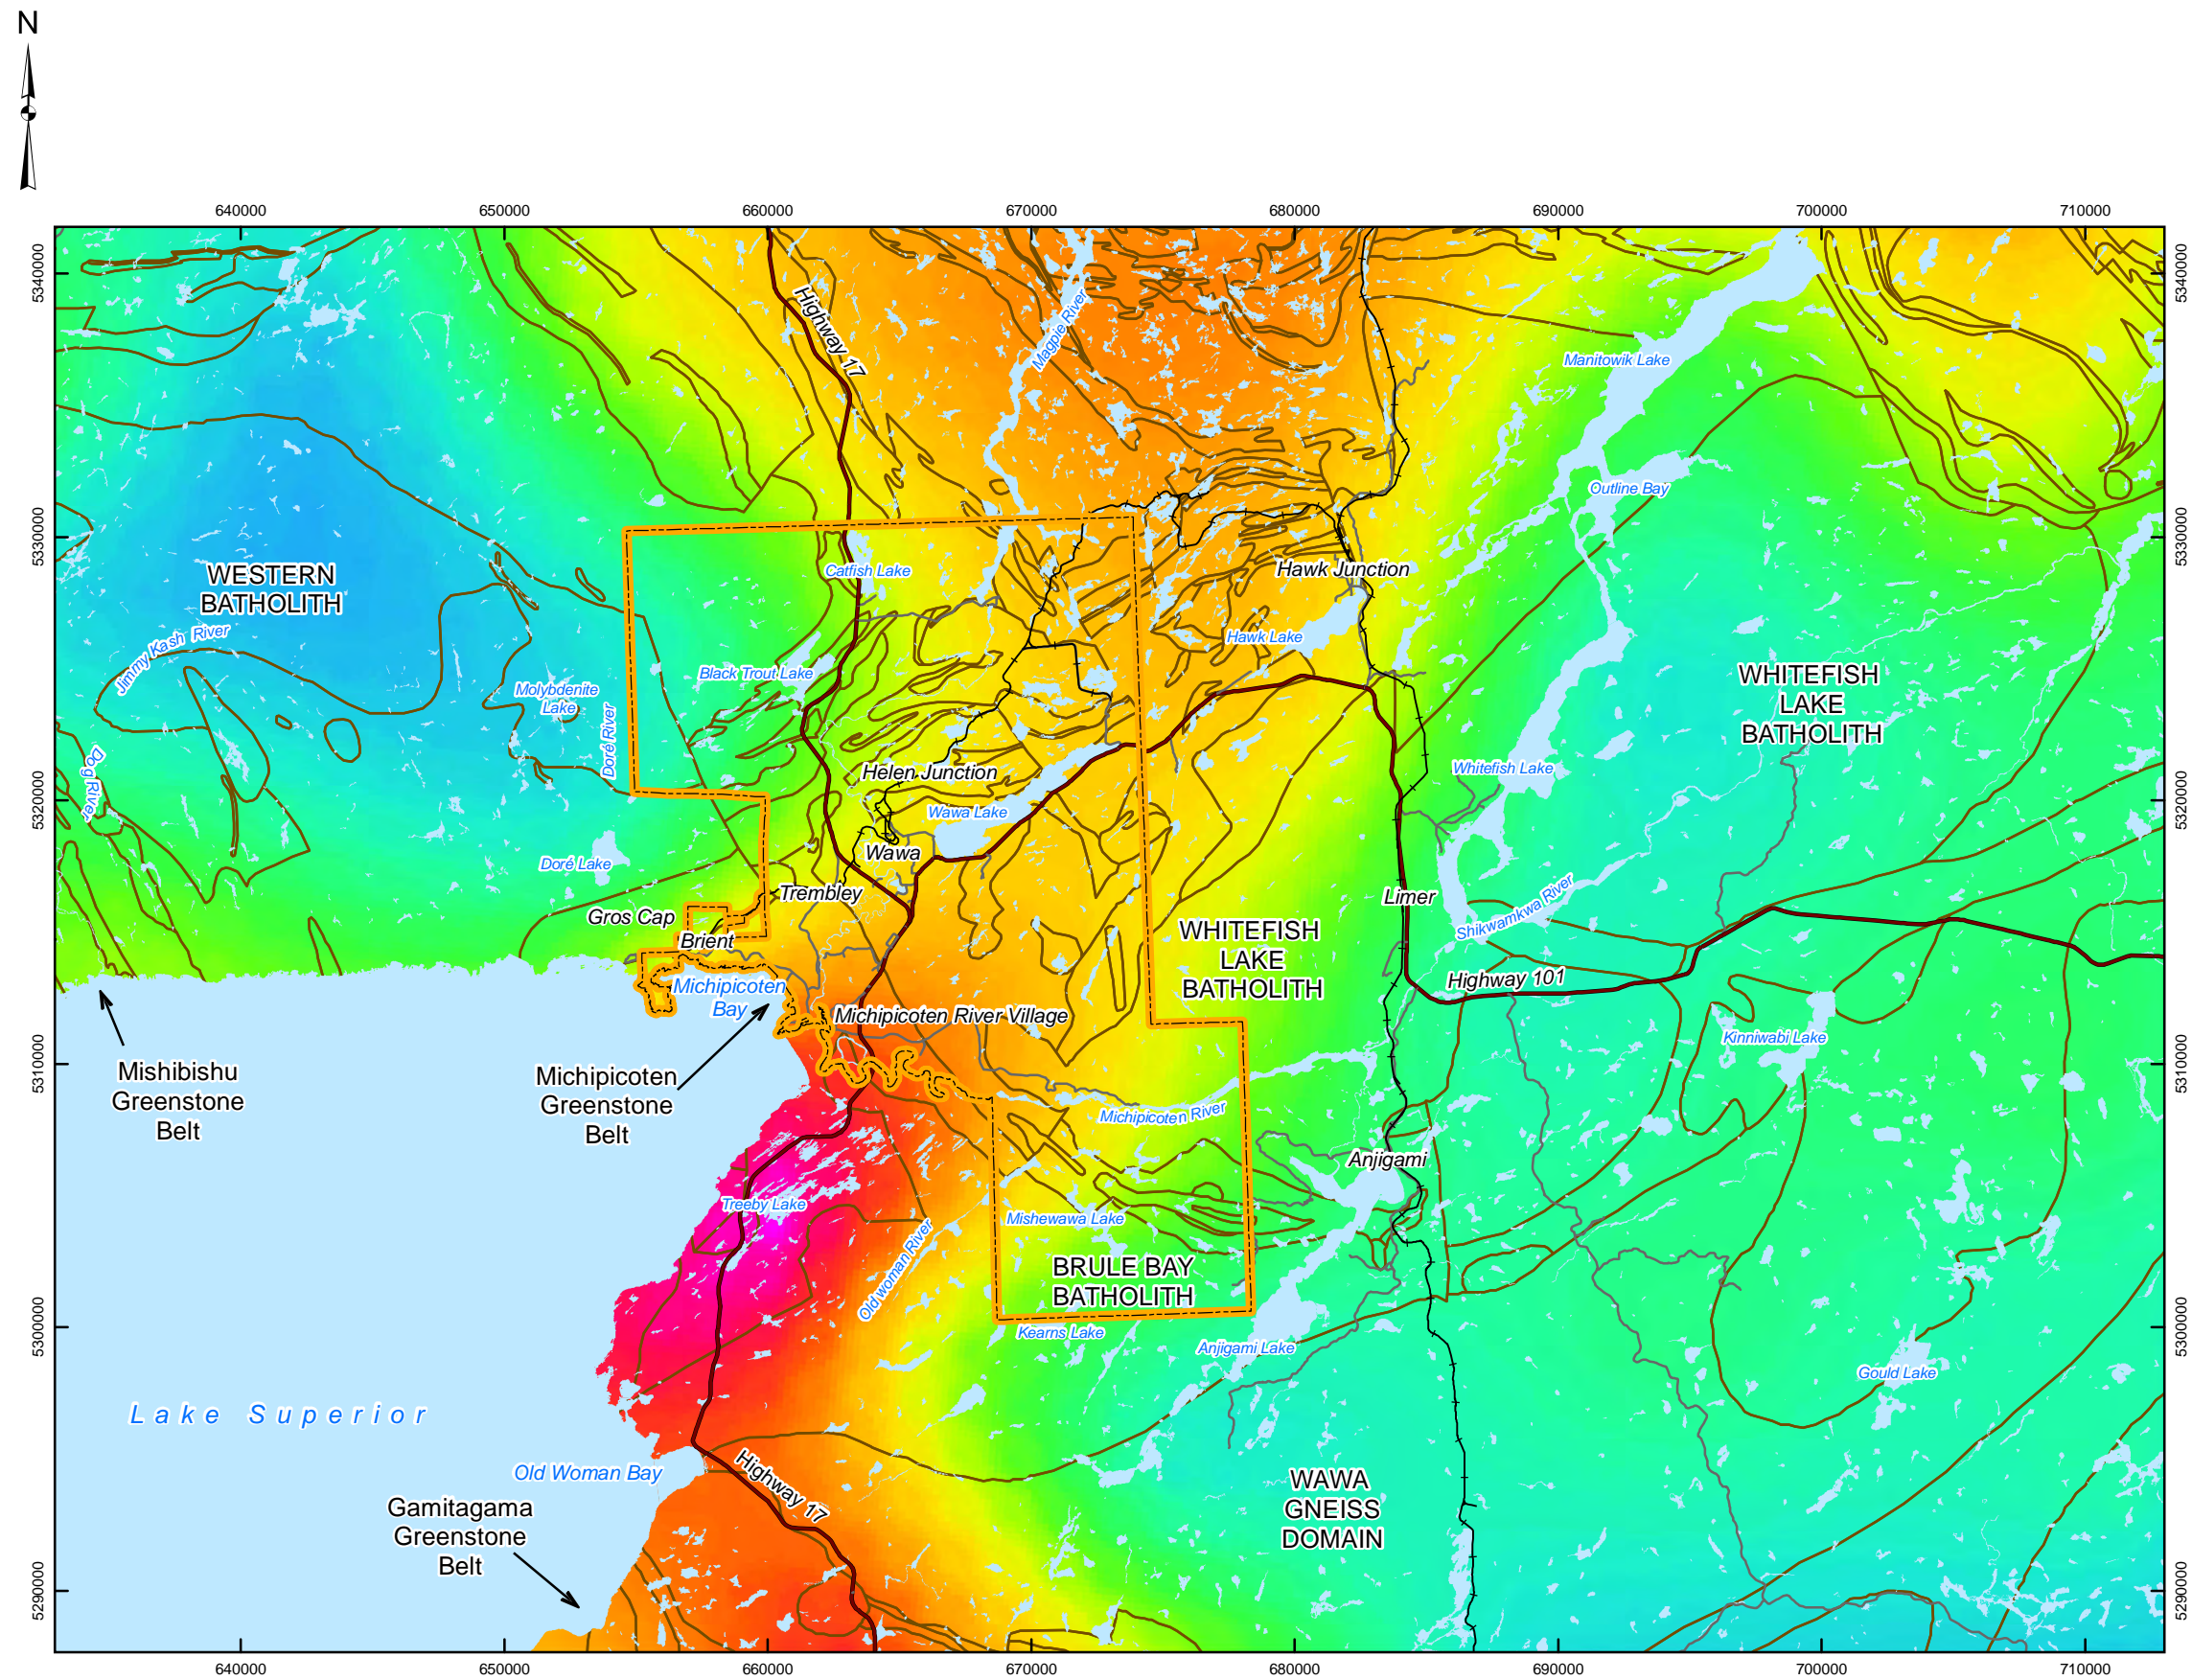 N
640000
650000
660000
670000
680000
690000
700000
710000
5340000
5340000
Highway 17
Magpie River
Manitowik Lake
Outline Bay
5330000
5330000
WESTERN
BATHOLITH
Catfish Lake
Hawk Junction
Jimmy Kash River
Hawk Lake
Black Trout Lake
Molybdenite
Lake
Doré River
WHITEFISH
LAKE
BATHOLITH
Dog River
Helen Junction
Whitefish Lake
5320000
5320000
Wawa Lake
Wawa
Doré Lake
Trembley
Limer
Gros Cap
Shikwamkwa River
Brient
WHITEFISH
LAKE
BATHOLITH
Michipicoten
Bay
Highway 101
Michipicoten River Village
Kinniwabi Lake
5310000
5310000
Mishibishu
Greenstone
Belt
Michipicoten
Greenstone
Belt
Michipicoten River
Anjigami
Treeby Lake
Mishewawa Lake
Old woman River
BRULE BAY
BATHOLITH
5300000
5300000
Kearns Lake
Anjigami Lake
Gould Lake
Lake Superior
Old Woman Bay
Highway 17
WAWA
GNEISS
DOMAIN
Gamitagama
Greenstone
Belt
5290000
5290000
640000
650000
660000
670000
680000
690000
700000
710000